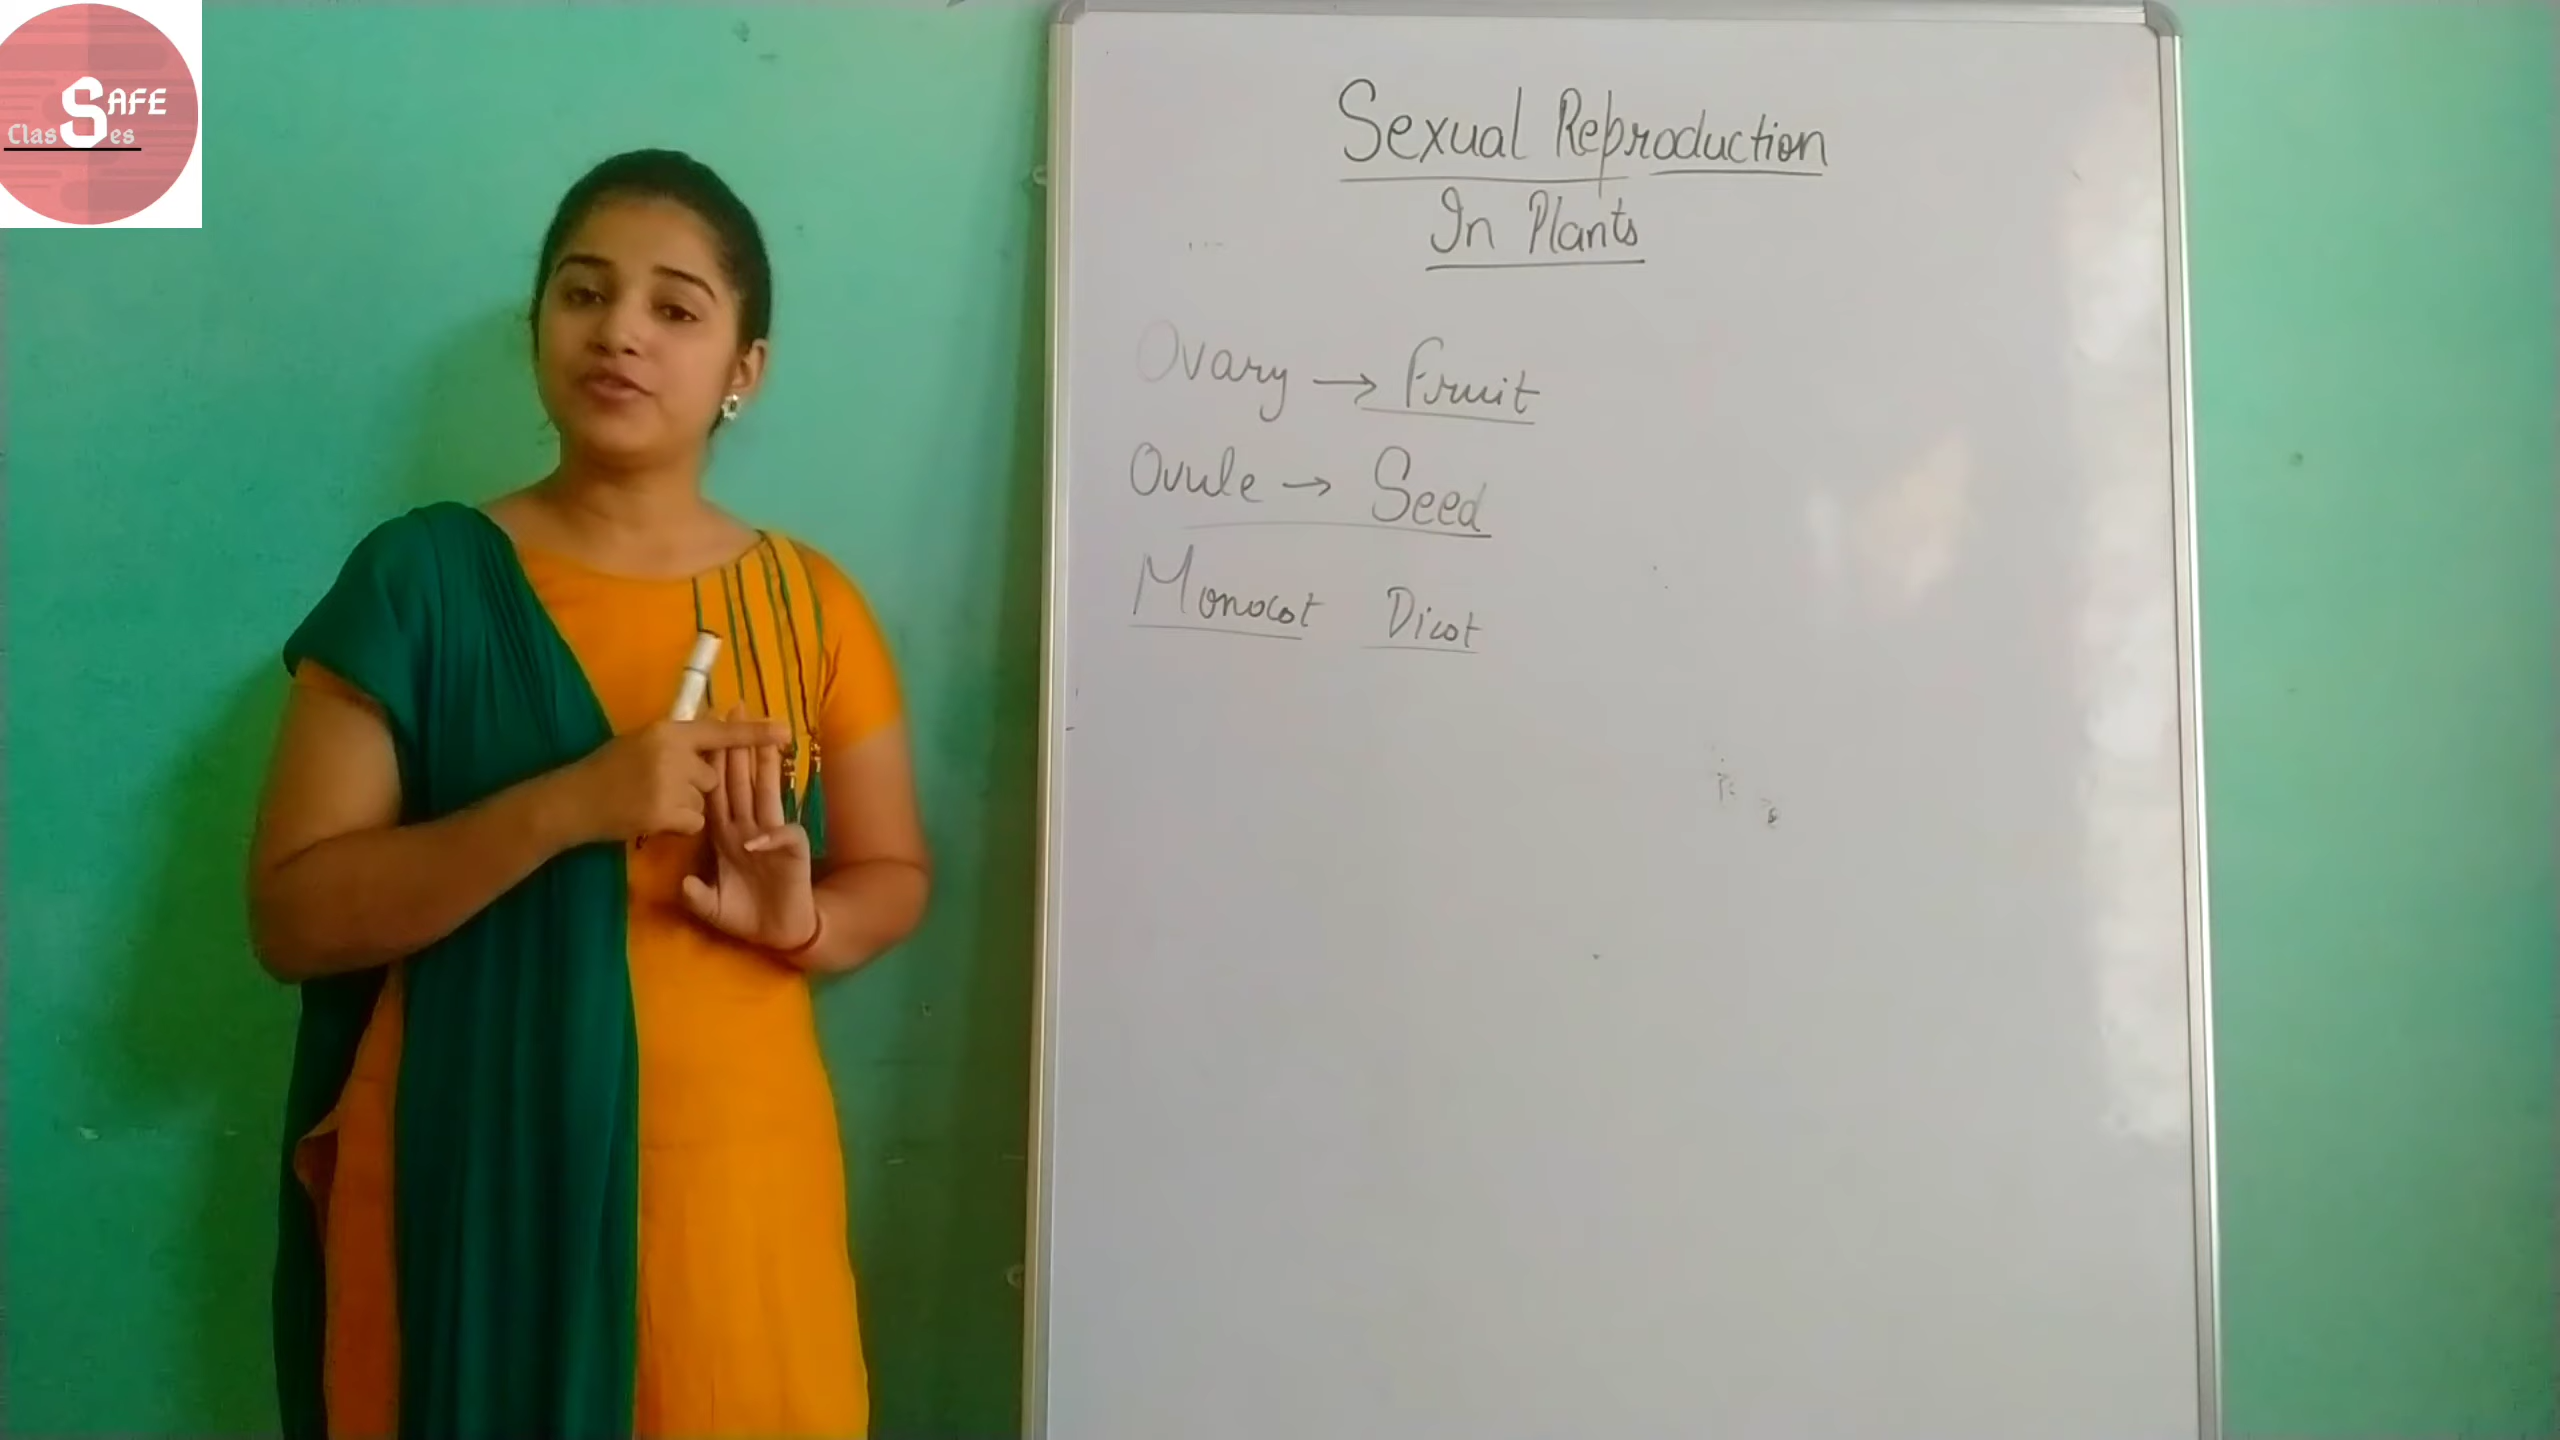 SAFE
Classes
Sexual Reproduction
In Plants
Ovary → Fruit
Ovule → Seed
Monocot Dicot